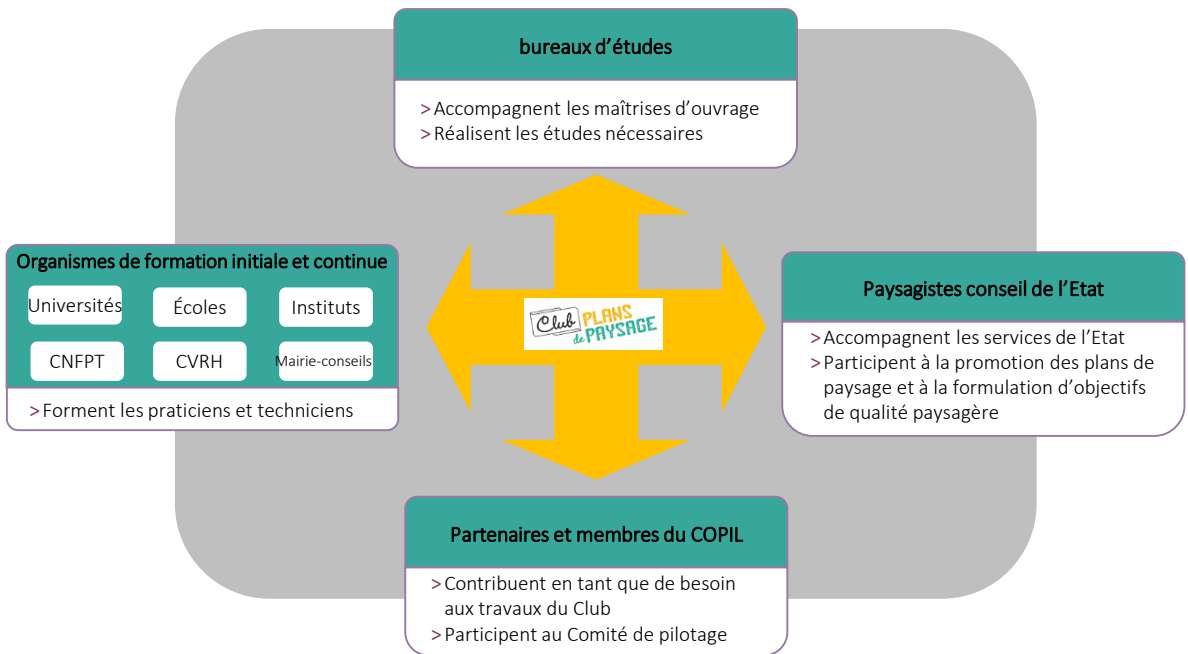 bureaux d'études
>Accompagnent les maîtrises d'ouvrage
>Réalisent les études nécessaires
Organismes de formation initiale et continue
Universités
École​s
Instituts
CNFPT
CVRH
Mairie-conseils
>Forment les praticiens et techniciens
Club PLANS
de PAYSAGE
Paysagistes conseil de l'Etat
>Accompagnent les services de l'Etat
>Participent à la promotion des plans de
paysage et à la formulation d'objectifs
de qualité paysagère
Partenaires et membres du COPIL
>Contribuent en tant que de besoin
aux travaux du Club
>Participent au Comité de pilotage